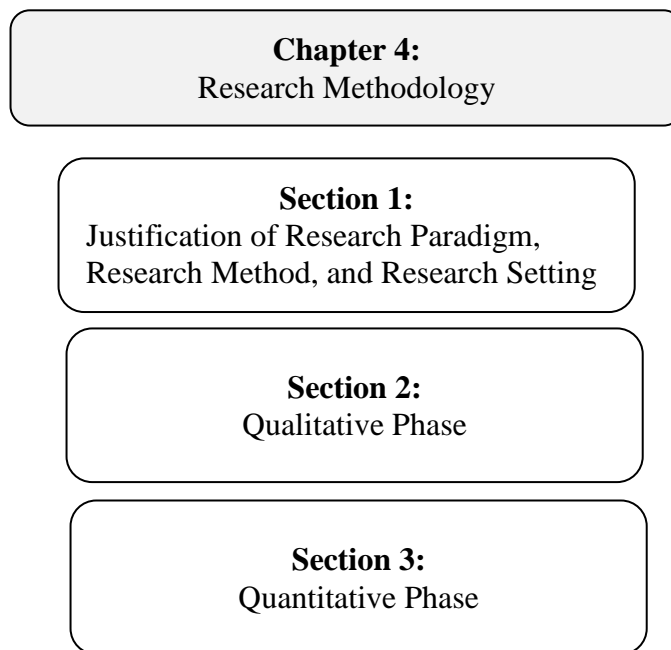 Chapter 4:
Research Methodology
Section 1:
Justification of Research Paradigm,
Research Method, and Research Setting
Section 2:
Qualitative Phase
Section 3:
Quantitative Phase